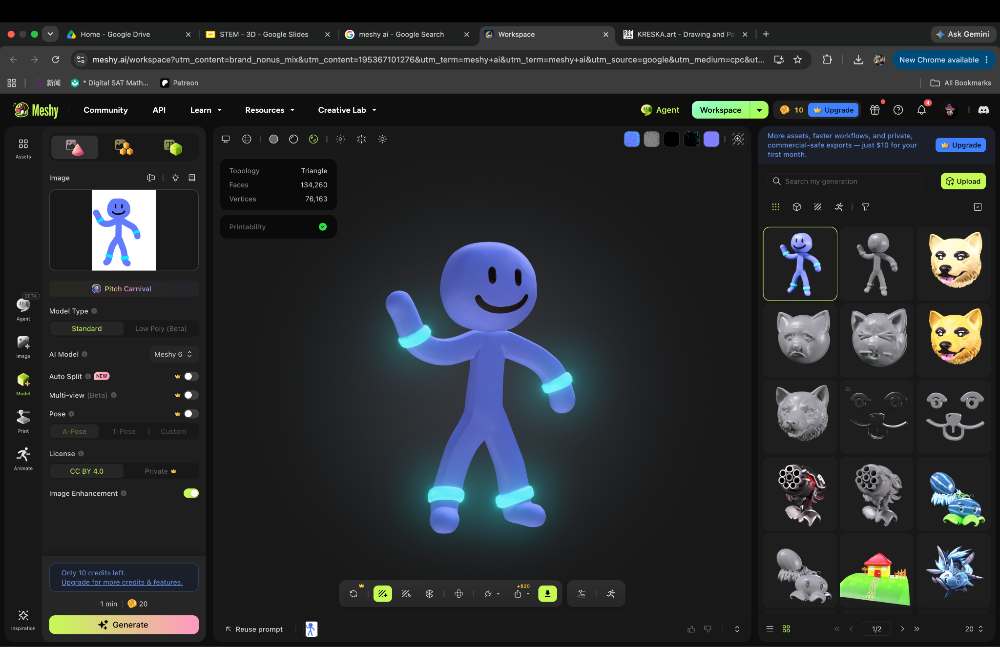 Home - Google Drive
STEM - 3D - Google Slides
meshy ai - Google Search
Workspace
KRESKA.art - Drawing and Pa
Ask Gemini
meshy.ai/workspace?utm_content=brand_nonus_mix&utm_content=195367101276&utm_term=meshy+ai&utm_term=meshy+ai&utm_source=google&utm_medium=cpc&ut...
New Chrome available
新闻
* Digital SAT Math...
Patreon
All Bookmarks
Meshy
Community
API
Learn
Resources
Creative Lab
Agent
Workspace
10
Upgrade
4
Assets
BETA
Agent
Image
Model
Print
Animate
Inspiration
Image
Pitch Carnival
Model Type
Standard
Low Poly (Beta)
AI Model
Meshy 6
Auto Split
NEW
Multi-view (Beta)
Pose
A-Pose
T-Pose
Custom
License
CC BY 4.0
Private
Image Enhancement
Only 10 credits left.
Upgrade for more credits & features.
1 min
20
Generate
Topology Triangle
Faces 134,260
Vertices 76,163
Printability
+$20
Reuse prompt
More assets, faster workflows, and private,
commercial-safe exports — just $10 for your
first month.
Upgrade
Search my generation
Upload
1/2
20